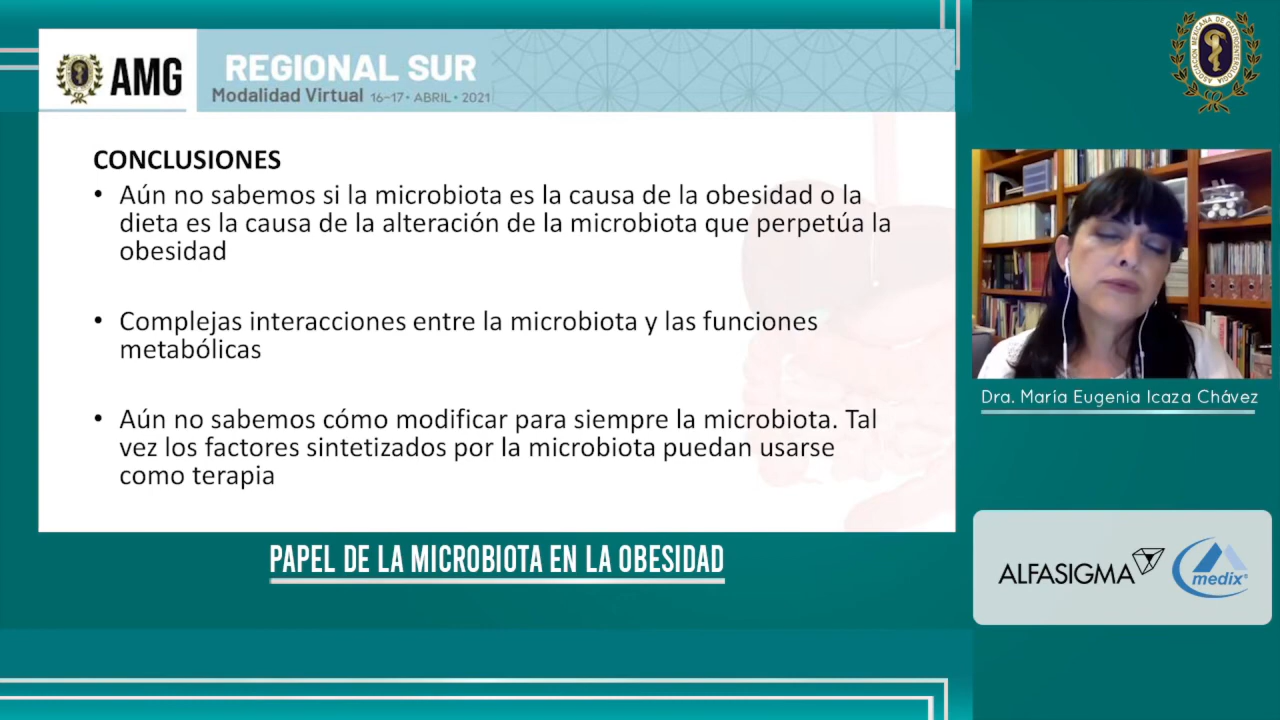 AMG
REGIONAL SUR
Modalidad Virtual 16-17 • ABRIL • 2021
CONCLUSIONES
• Aún no sabemos si la microbiota es la causa de la obesidad o la
dieta es la causa de la alteración de la microbiota que perpetúa la
obesidad
• Complejas interacciones entre la microbiota y las funciones
metabólicas
• Aún no sabemos cómo modificar para siempre la microbiota. Tal
vez los factores sintetizados por la microbiota puedan usarse
como terapia
PAPEL DE LA MICROBIOTA EN LA OBESIDAD
ASOCIACIÓN MEXICANA DE GASTROENTEROLOGÍA
Dra. María Eugenia Icaza Chávez
ALFASIGMA
medix®